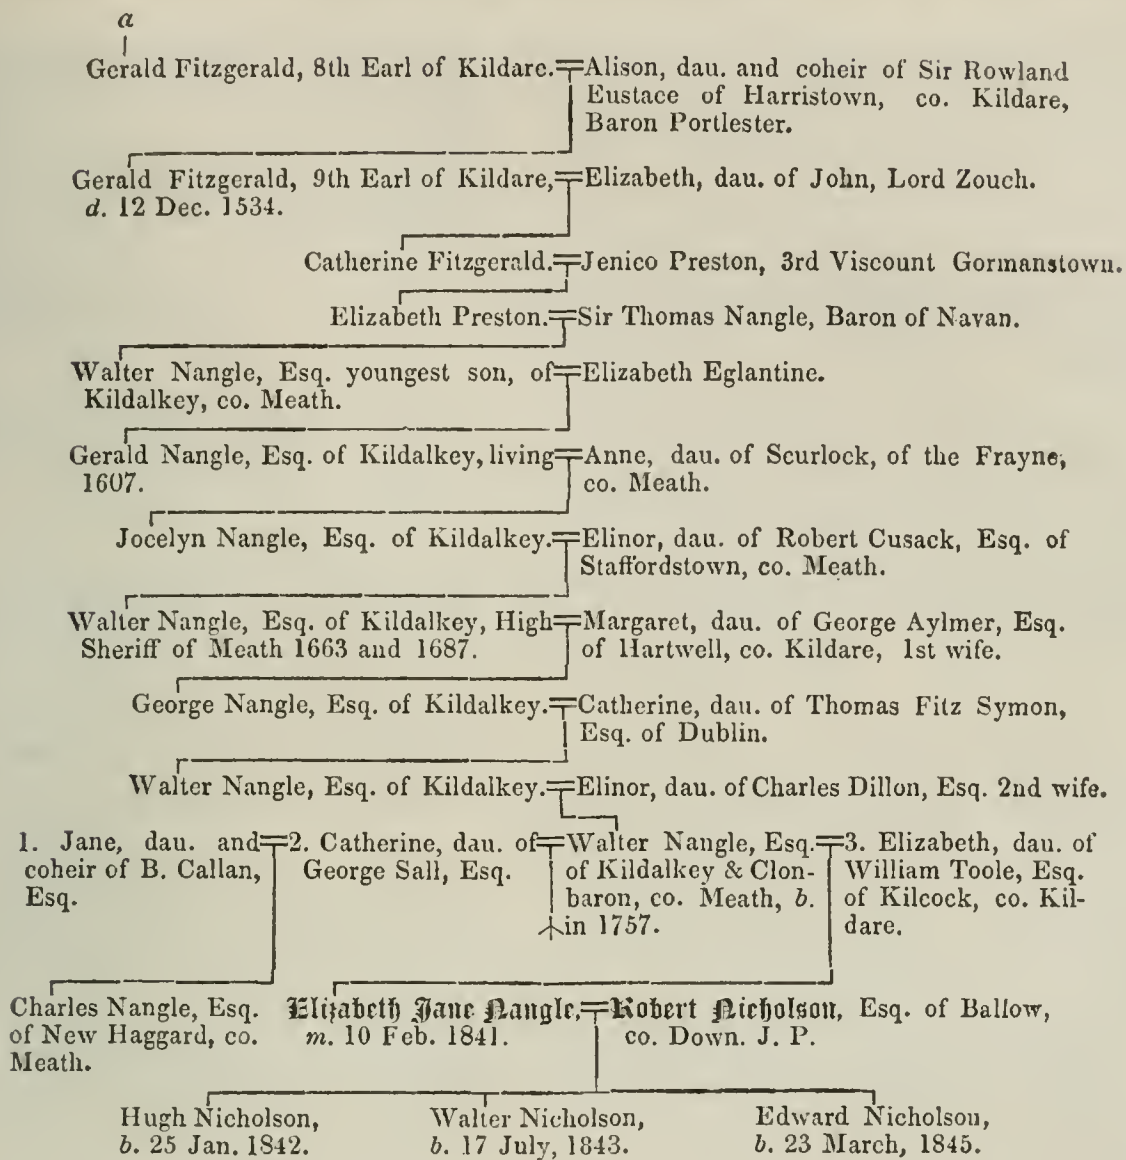 a
Gerald Fitzgerald, 8th Earl of Kildare. Alison, dau. and coheir of Sir Rowland
Eustace of Harristown, co. Kildare,
Baron Portlester.
Gerald Fitzgerald, 9th Earl of Kildare, Elizabeth, dau. of John, Lord Zouch.
d. 12 Dec. 1534.
Catherine Fitzgerald. Jenico Preston, 3rd Viscount Gormanstown.
Elizabeth Preston. Sir Thomas Nangle, Baron of Navan.
Walter Nangle, Esq. youngest son, of Elizabeth Eglantine.
Kildalkey, co. Meath.
Gerald Nangle, Esq. of Kildalkey, living Anne, dau. of Scurlock, of the Frayne,
1607. co. Meath.
Jocelyn Nangle, Esq. of Kildalkey. Elinor, dau. of Robert Cusack, Esq. of
Staffordstown, co. Meath.
Walter Nangle, Esq. of Kildalkey, High Margaret, dau. of George Aylmer, Esq.
Sheriff of Meath 1663 and 1687. of Hartwell, co. Kildare, 1st wife.
George Nangle, Esq. of Kildalkey. Catherine, dau. of Thomas Fitz Symon,
Esq. of Dublin.
Walter Nangle, Esq. of Kildalkey. Elinor, dau. of Charles Dillon, Esq. 2nd wife.
1. Jane, dau. and
coheir of B. Callan,
Esq.
2. Catherine, dau. of
George Sall, Esq.
Walter Nangle, Esq.
of Kildalkey & Clon-
baron, co. Meath, b.
in 1757.
3. Elizabeth, dau. of
William Toole, Esq.
of Kilcock, co. Kil-
dare.
Charles Nangle, Esq.
of New Haggard, co.
Meath.
Elizabeth Jane Nangle,
m. 10 Feb. 1841.
Robert Nicholson, Esq. of Ballow,
co. Down. J. P.
Hugh Nicholson,
b. 25 Jan. 1842.
Walter Nicholson,
b. 17 July, 1843.
Edward Nicholson,
b. 23 March, 1845.